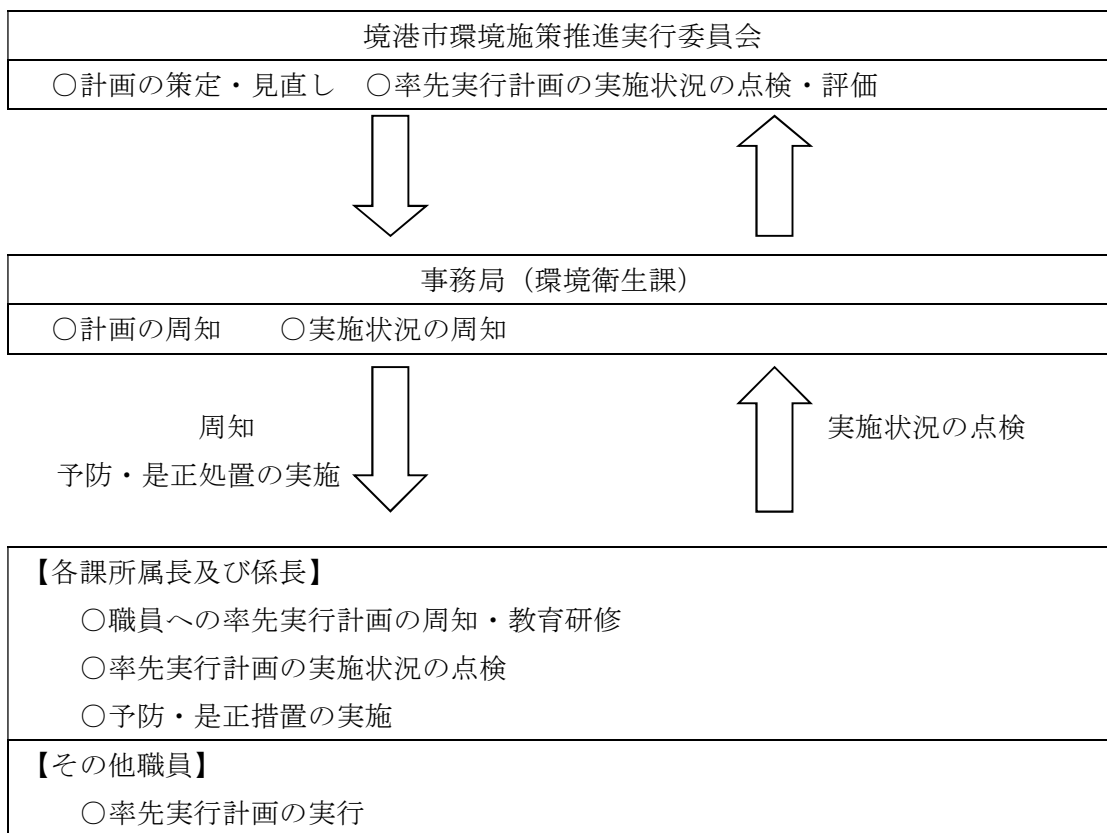 境港市環境施策推進実行委員会
○計画の策定・見直し　○率先実行計画の実施状況の点検・評価
事務局（環境衛生課）
○計画の周知　　○実施状況の周知
周知
予防・是正処置の実施
実施状況の点検
【各課所属長及び係長】
○職員への率先実行計画の周知・教育研修
○率先実行計画の実施状況の点検
○予防・是正措置の実施
【その他職員】
○率先実行計画の実行